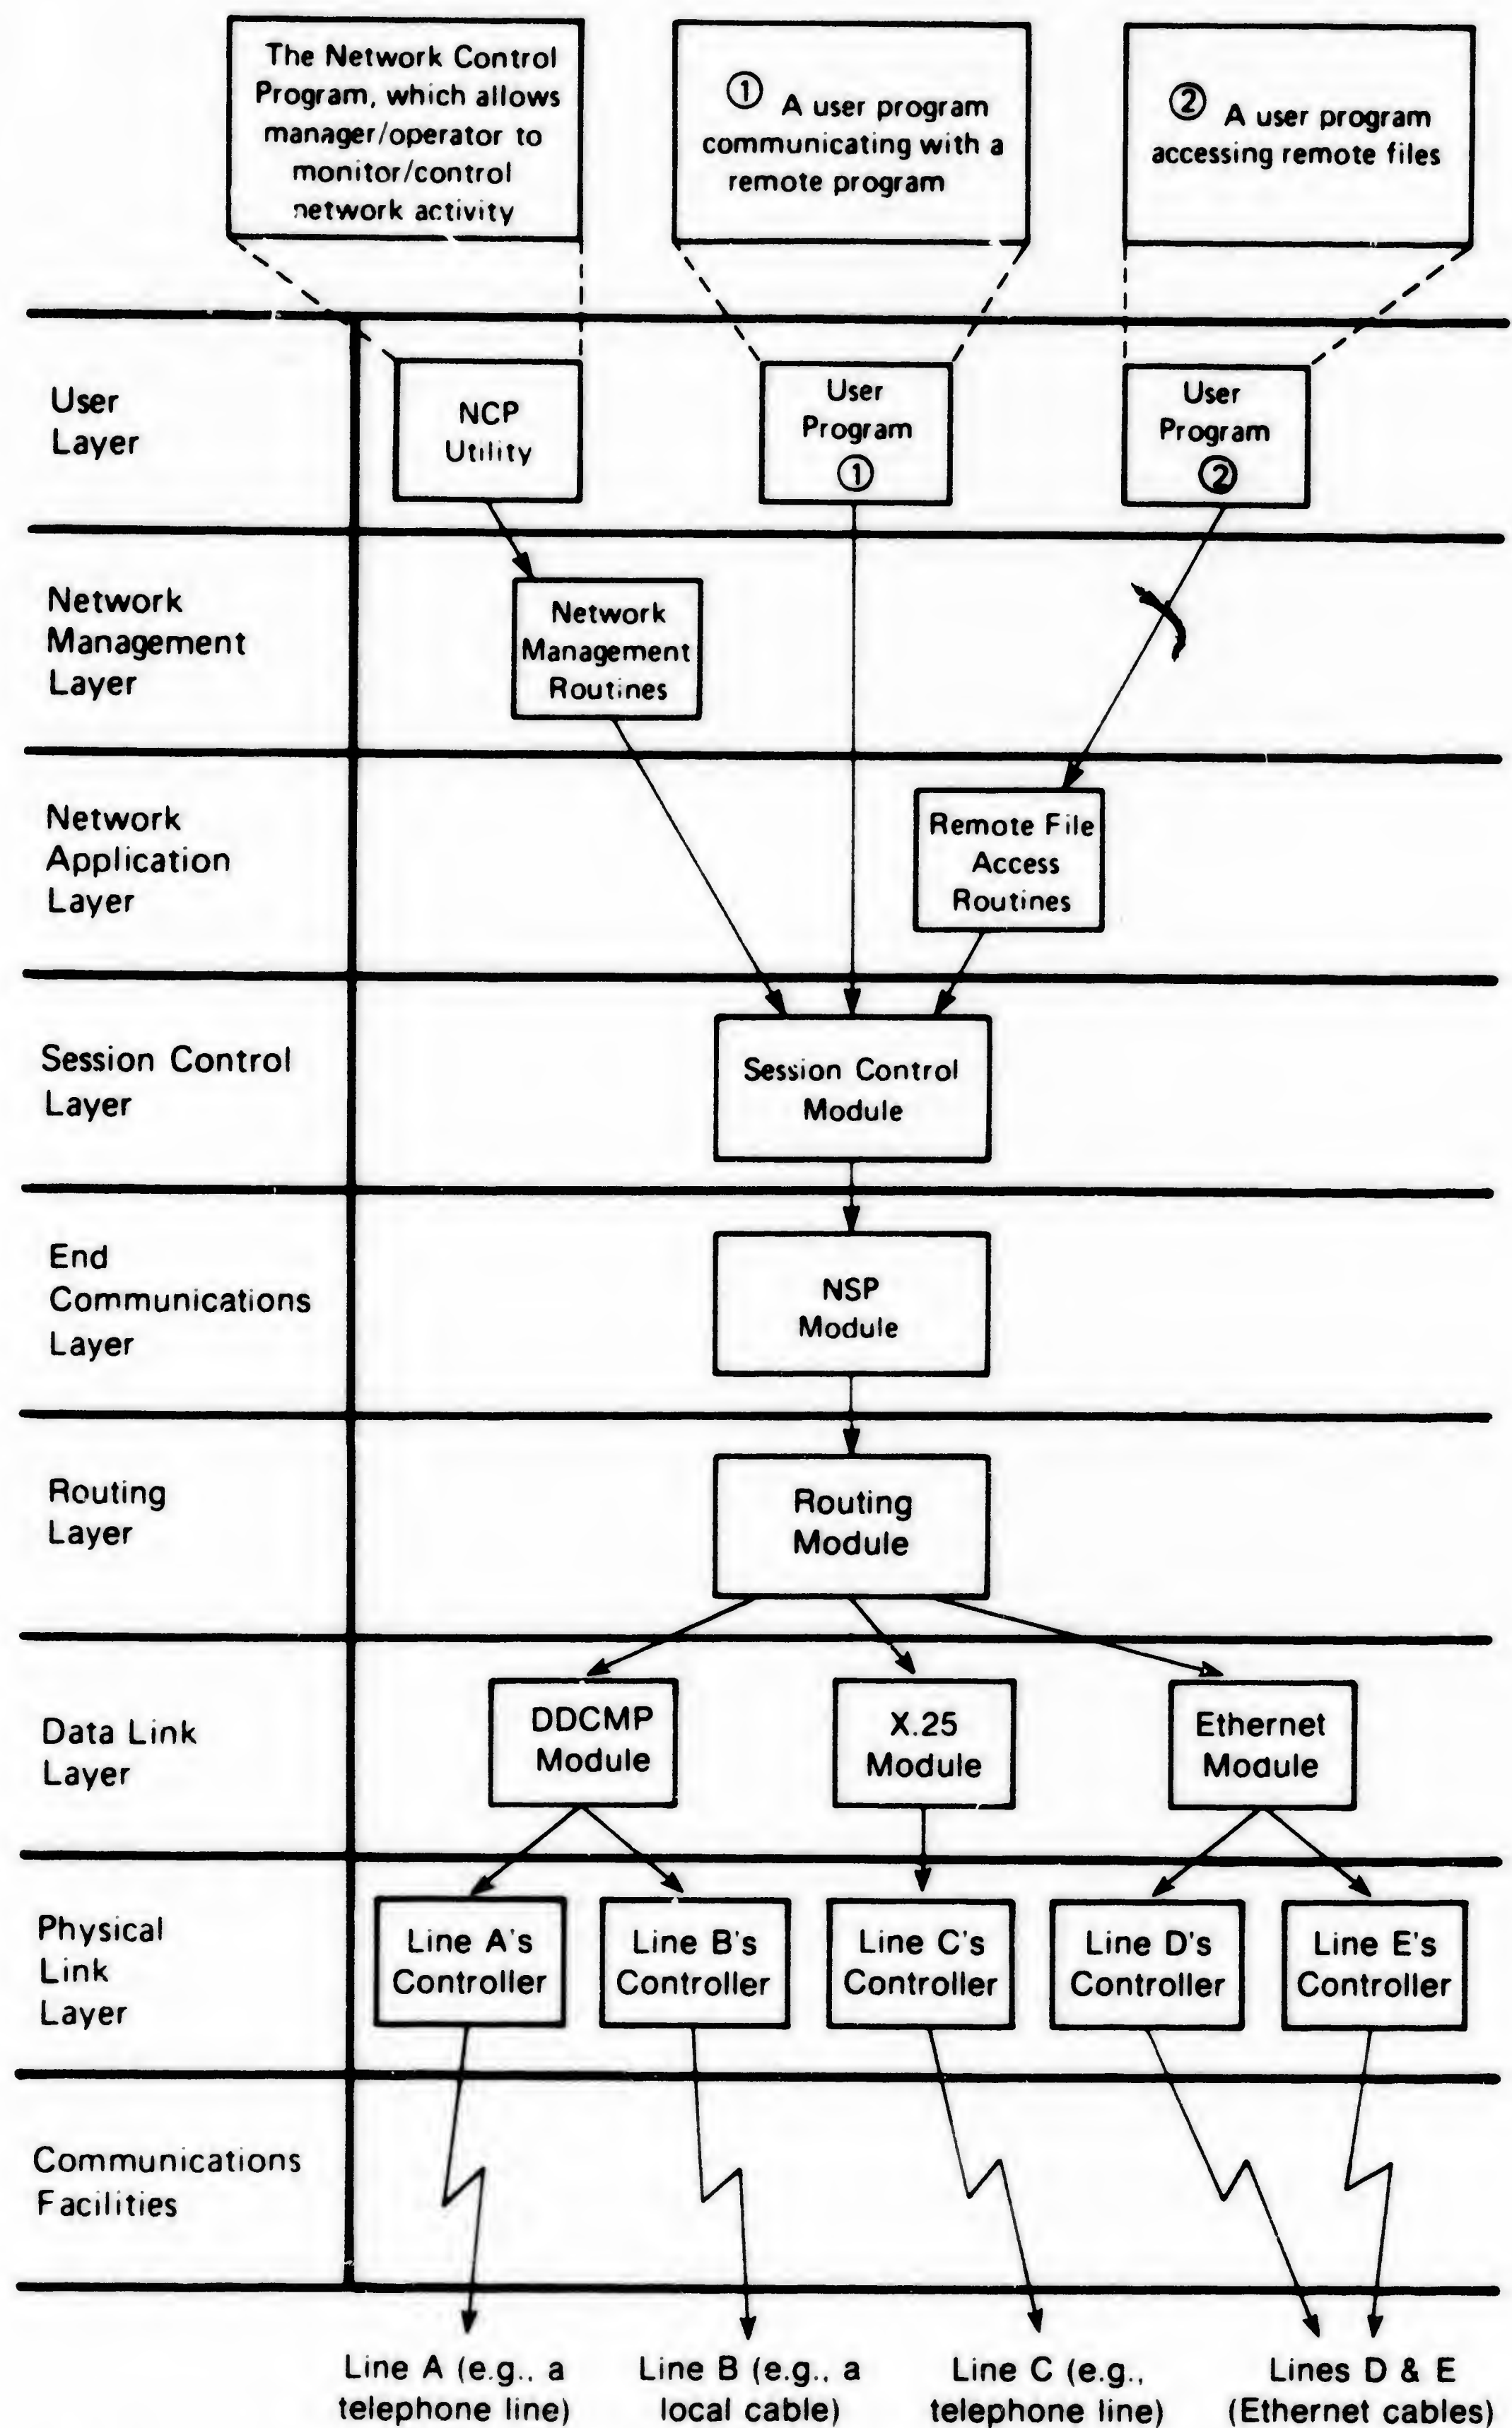 The Network Control
Program, which allows
manager/operator to
monitor/control
network activity
① A user program
communicating with a
remote program
② A user program
accessing remote files
User
Layer
NCP
Utility
User
Program
①
User
Program
②
Network
Management
Layer
Network
Management
Routines
Network
Application
Layer
Remote File
Access
Routines
Session Control
Layer
Session Control
Module
End
Communications
Layer
NSP
Module
Routing
Layer
Routing
Module
Data Link
Layer
DDCMP
Module
X.25
Module
Ethernet
Module
Physical
Link
Layer
Line A's
Controller
Line B's
Controller
Line C's
Controller
Line D's
Controller
Line E's
Controller
Communications
Facilities
Line A (e.g., a
telephone line)
Line B (e.g., a
local cable)
Line C (e.g.,
telephone line)
Lines D & E
(Ethernet cables)